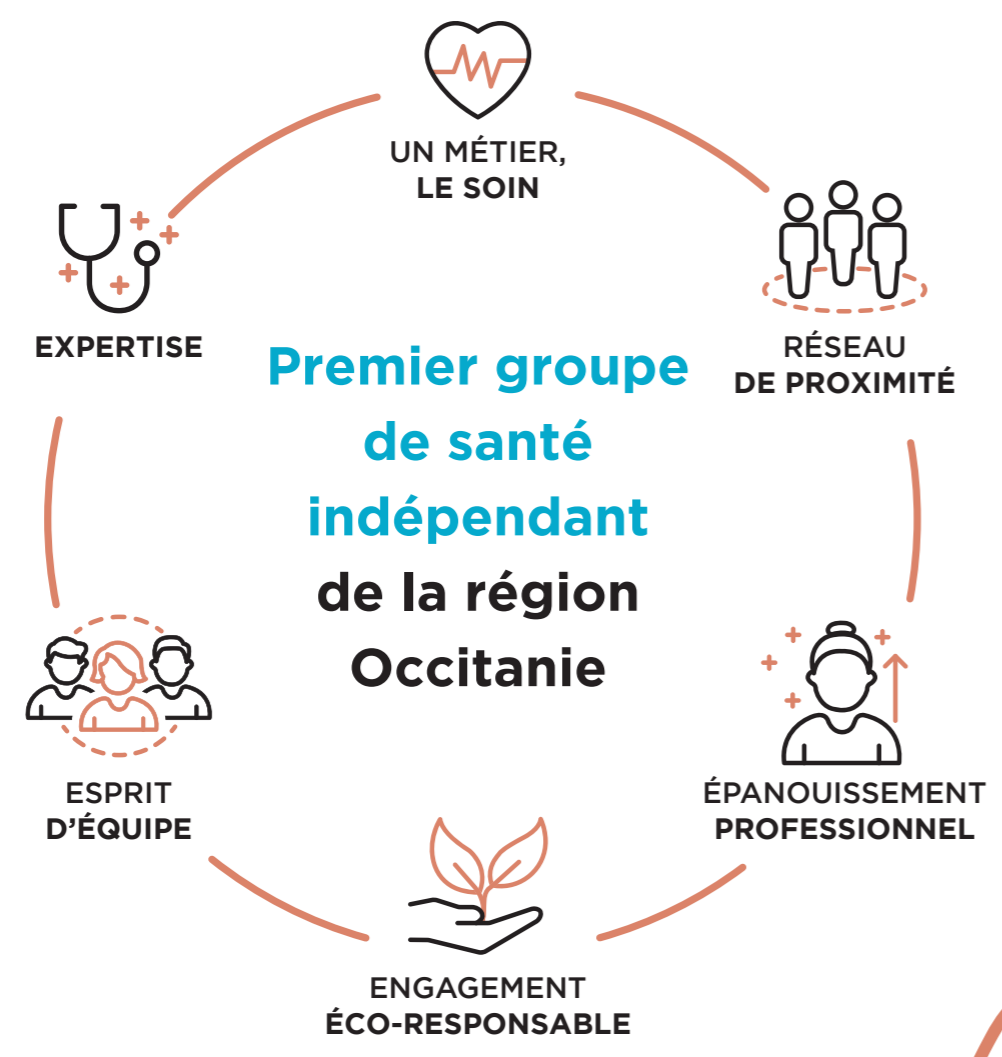 UN MÉTIER,
LE SOIN
EXPERTISE
RÉSEAU
DE PROXIMITÉ
Premier groupe
de santé
indépendant
de la région
Occitanie
ESPRIT
D’ÉQUIPE
ÉPANOUISSEMENT
PROFESSIONNEL
ENGAGEMENT
ÉCO-RESPONSABLE